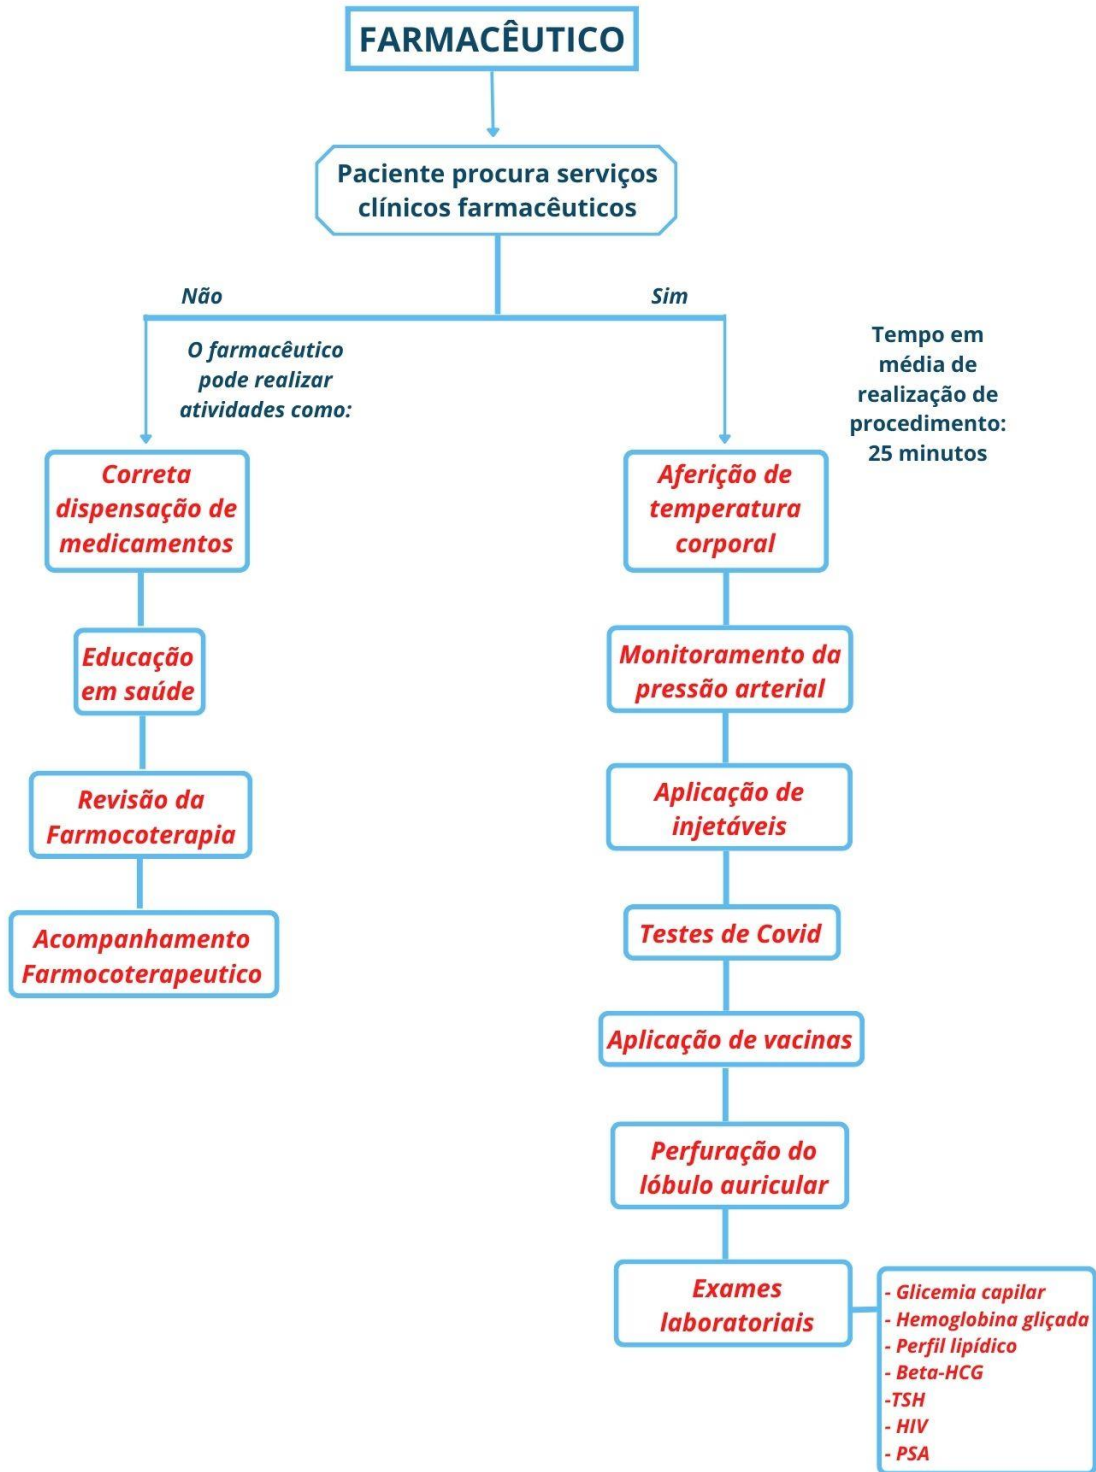 FARMACÊUTICO
Paciente procura serviços
clínicos farmacêuticos
Não
Sim
O farmacêutico
pode realizar
atividades como:
Tempo em
média de
realização de
procedimento:
25 minutos
Correta
dispensação de
medicamentos
Educação
em saúde
Revisão da
Farmocoterapia
Acompanhamento
Farmocoterapeutico
Aferição de
temperatura
corporal
Monitoramento da
pressão arterial
Aplicação de
injetáveis
Testes de Covid
Aplicação de vacinas
Perfuração do
lóbulo auricular
Exames
laboratoriais
- Glicemia capilar
- Hemoglobina gliçada
- Perfil lipídico
- Beta-HCG
-TSH
- HIV
- PSA